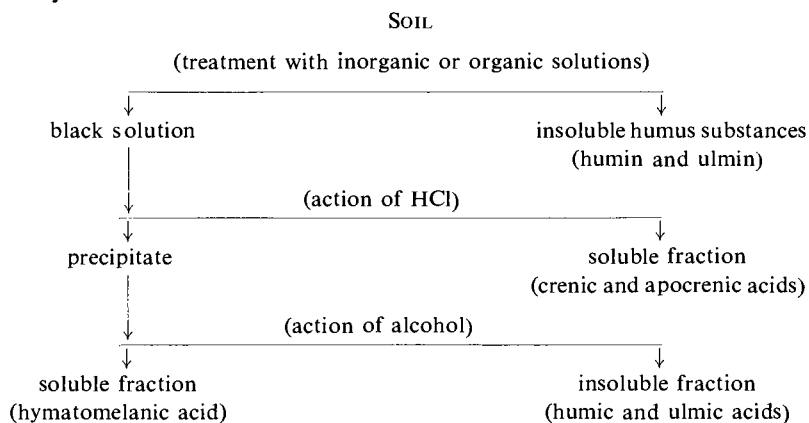 SOIL
(treatment with inorganic or organic solutions)
black solution insoluble humus substances
(humin and ulmin)
(action of HCl)
precipitate soluble fraction
(crenic and apocrenic acids)
(action of alcohol)
soluble fraction insoluble fraction
(hymatomelanic acid) (humic and ulmic acids)